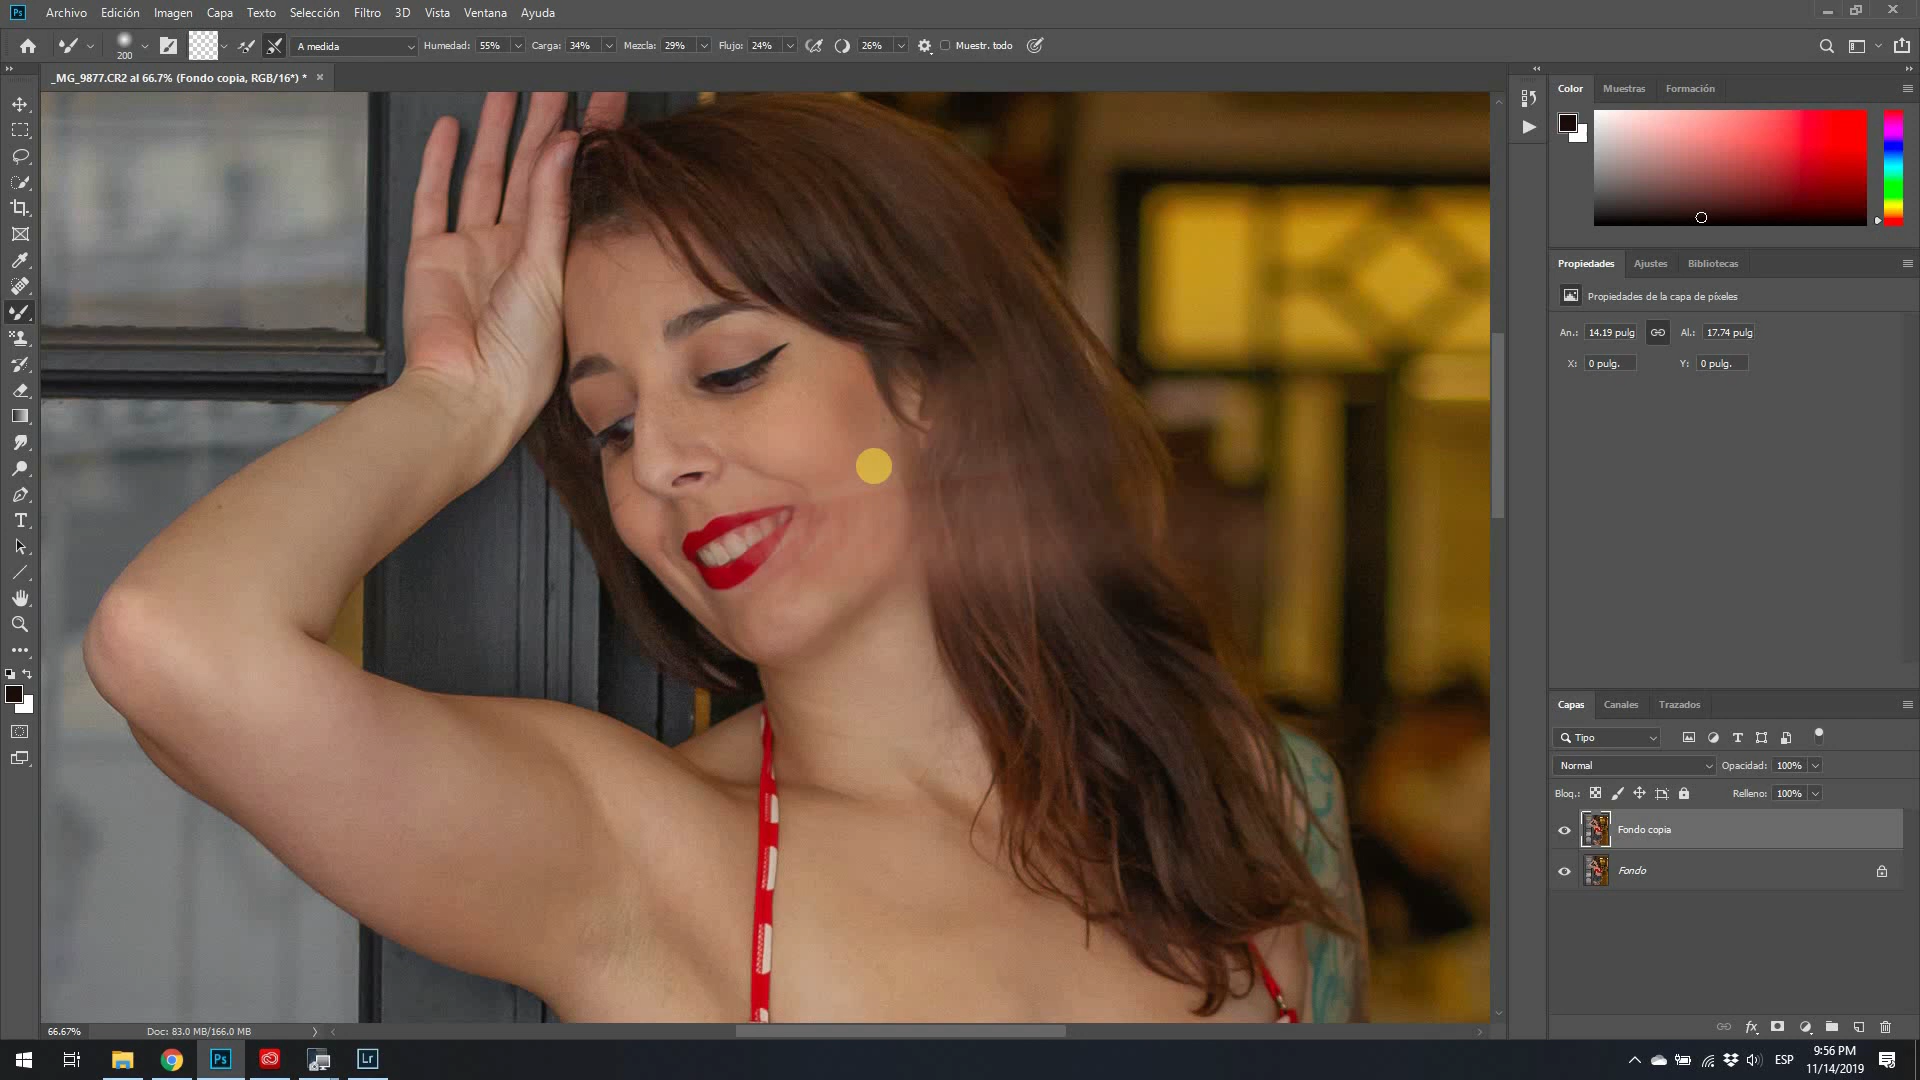 Ps Archivo Edición Imagen Capa Texto Selección Filtro 3D Vista Ventana Ayuda
200 A medida Humedad: 55% Carga: 34% Mezcla: 29% Flujo: 24% 26% Muestr. todo
_MG_9877.CR2 al 66.7% (Fondo copia, RGB/16*) * ×
Color Muestras Formación
Propiedades Ajustes Bibliotecas
Propiedades de la capa de píxeles
An.: 14.19 pulg Al.: 17.74 pulg
X: 0 pulg. Y: 0 pulg.
Capas Canales Trazados
Tipo
Normal Opacidad: 100%
Bloq.: Relleno: 100%
Fondo copia
Fondo
66.67% Doc: 83.0 MB/166.0 MB
fx
Ps Lr ESP 9:56 PM
11/14/2019